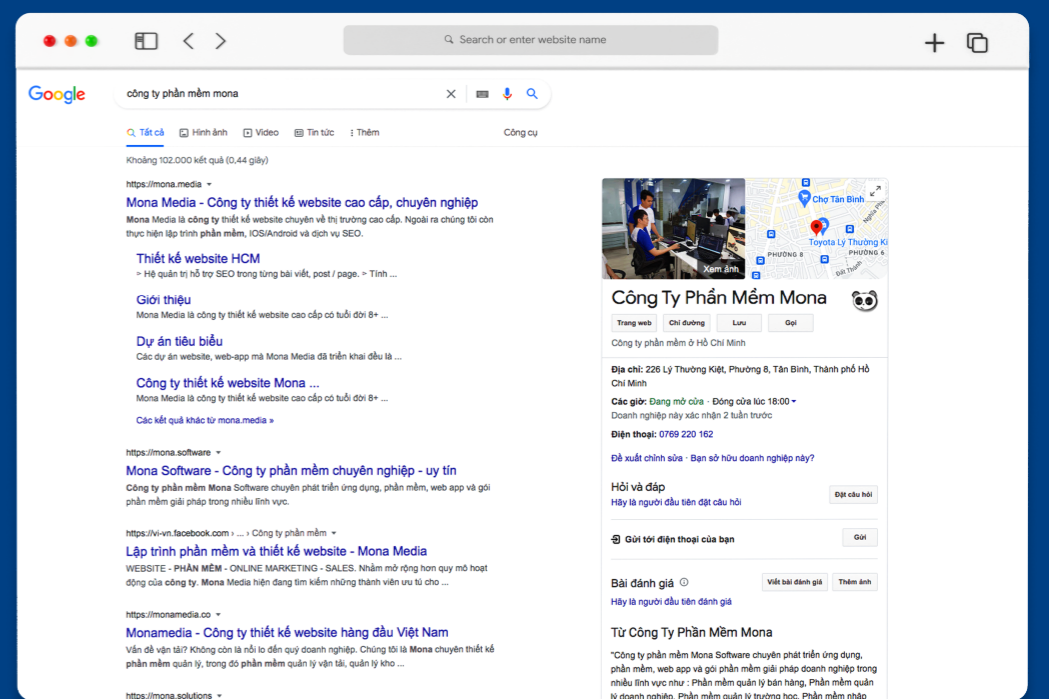 Search or enter website name
Google
công ty phần mềm mona
Tất cả
Hình ảnh
Video
Tin tức
Thêm
Công cụ
Khoảng 102.000 kết quả (0,44 giây)
https://mona.media
Mona Media - Công ty thiết kế website cao cấp, chuyên nghiệp
Mona Media là công ty thiết kế website chuyên về thị trường cao cấp. Ngoài ra chúng tôi còn
thực hiện lập trình phần mềm, IOS/Android và dịch vụ SEO.
Thiết kế website HCM
> Hệ quản trị hỗ trợ SEO trong từng bài viết, post / page. > Tính ...
Giới thiệu
Mona Media là công ty thiết kế website cao cấp có tuổi đời 8+ ...
Dự án tiêu biểu
Các dự án website, web-app mà Mona Media đã triển khai đều là ...
Công ty thiết kế website Mona ...
Mona Media là công ty thiết kế website cao cấp có tuổi đời 8+ ...
Các kết quả khác từ mona.media »
https://mona.software
Mona Software - Công ty phần mềm chuyên nghiệp - uy tín
Công ty phần mềm Mona Software chuyên phát triển ứng dụng, phần mềm, web app và gói
phần mềm giải pháp trong nhiều lĩnh vực.
https://vi-vn.facebook.com › ... › Công ty phần mềm
Lập trình phần mềm và thiết kế website - Mona Media
WEBSITE - PHẦN MỀM - ONLINE MARKETING - SALES. Nhằm mở rộng hơn quy mô hoạt
động của công ty. Mona Media hiện đang tìm kiếm những thành viên ưu tú cho ...
https://monamedia.co
Monamedia - Công ty thiết kế website hàng đầu Việt Nam
Vấn đề vận tải? Không còn là nổi lo đến quý doanh nghiệp. Chúng tôi là Mona chuyên thiết kế
phần mềm quản lý, trong đó phần mềm quản lý vận tải, quản lý kho ...
https://mona.solutions
Xem ảnh
Chợ Tân Bình
Nghĩa Phát
Toyota Lý Thường Ki
PHƯỜNG 8
PHƯỜNG 6
Đất Thánh
Công Ty Phần Mềm Mona
Trang web
Chỉ đường
Lưu
Gọi
Công ty phần mềm ở Hồ Chí Minh
Địa chỉ: 226 Lý Thường Kiệt, Phường 8, Tân Bình, Thành phố Hồ
Chí Minh
Các giờ: Đang mở cửa · Đóng cửa lúc 18:00
Doanh nghiệp này xác nhận 2 tuần trước
Điện thoại: 0769 220 162
Đề xuất chỉnh sửa · Bạn sở hữu doanh nghiệp này?
Hỏi và đáp
Hãy là người đầu tiên đặt câu hỏi
Đặt câu hỏi
Gửi tới điện thoại của bạn
Gửi
Bài đánh giá
Viết bài đánh giá
Thêm ảnh
Hãy là người đầu tiên đánh giá
Từ Công Ty Phần Mềm Mona
"Công ty phần mềm Mona Software chuyên phát triển ứng dụng,
phần mềm, web app và gói phần mềm giải pháp doanh nghiệp trong
nhiều lĩnh vực như : Phần mềm quản lý bán hàng, Phần mềm quản
lý doanh nghiệp, Phần mềm quản lý trường học, Phần mềm nhập